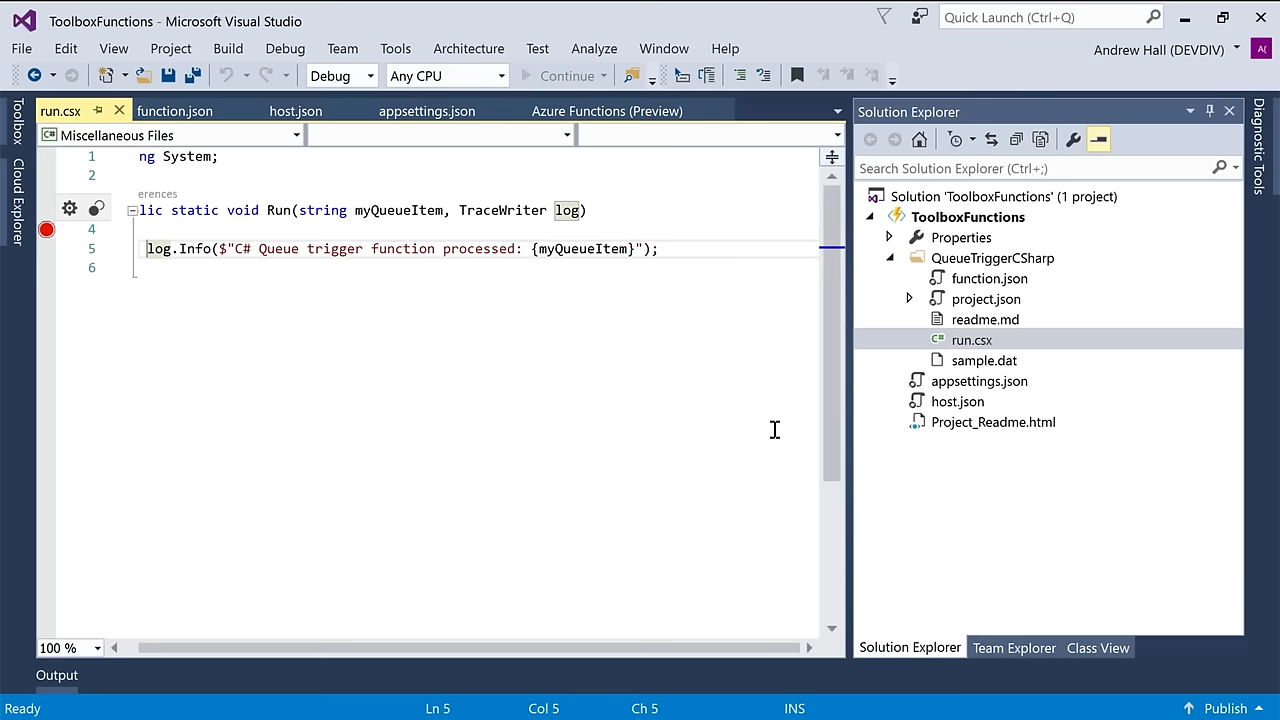 ToolboxFunctions - Microsoft Visual Studio
Quick Launch (Ctrl+Q)
File Edit View Project Build Debug Team Tools Architecture Test Analyze Window Help
Andrew Hall (DEVDIV)
A(
Debug Any CPU Continue
Toolbox
Cloud Explorer
run.csx function.json host.json appsettings.json Azure Functions (Preview)
C# Miscellaneous Files
1 ng System;
2
erences
lic static void Run(string myQueueItem, TraceWriter log)
4
5 log.Info($"C# Queue trigger function processed: {myQueueItem}");
6
100 %
Output
Solution Explorer
Search Solution Explorer (Ctrl+;)
Solution 'ToolboxFunctions' (1 project)
ToolboxFunctions
Properties
QueueTriggerCSharp
function.json
project.json
readme.md
C# run.csx
sample.dat
appsettings.json
host.json
Project_Readme.html
Solution Explorer Team Explorer Class View
Diagnostic Tools
Ready Ln 5 Col 5 Ch 5 INS Publish